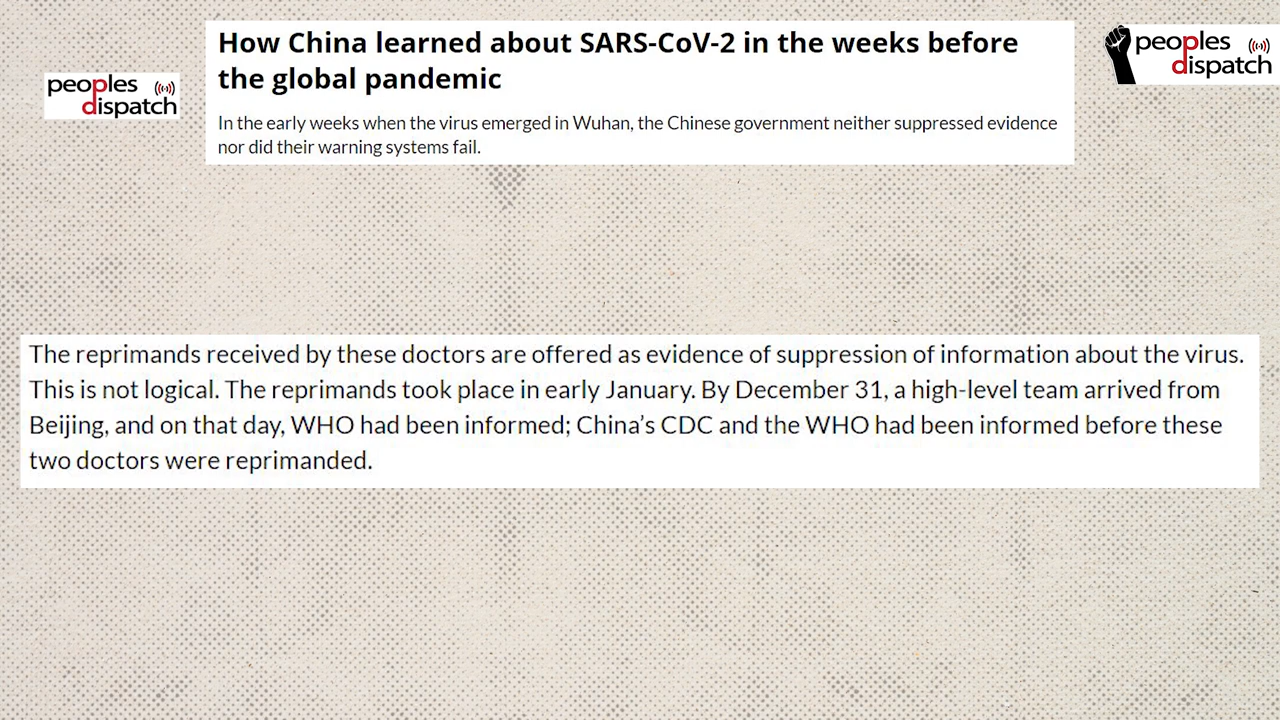 How China learned about SARS-CoV-2 in the weeks before
the global pandemic
In the early weeks when the virus emerged in Wuhan, the Chinese government neither suppressed evidence
nor did their warning systems fail.
peoples
dispatch
peoples
dispatch
The reprimands received by these doctors are offered as evidence of suppression of information about the virus.
This is not logical. The reprimands took place in early January. By December 31, a high-level team arrived from
Beijing, and on that day, WHO had been informed; China’s CDC and the WHO had been informed before these
two doctors were reprimanded.